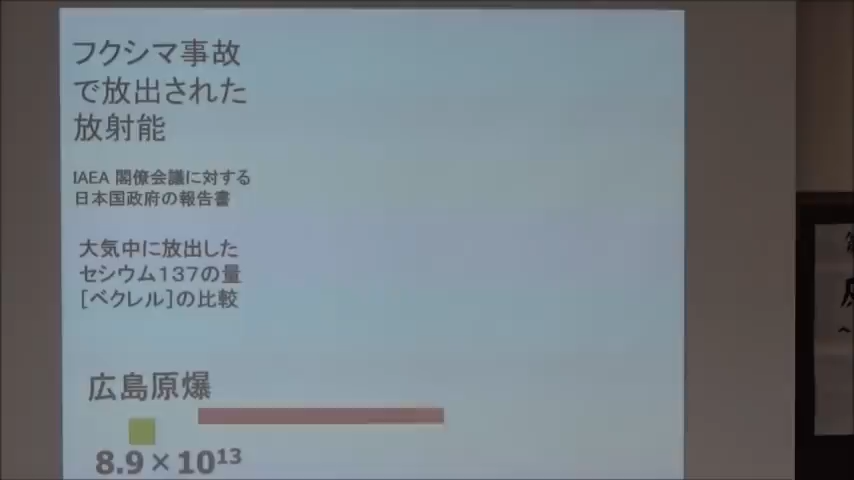 フクシマ事故
で放出された
放射能
IAEA 閣僚会議に対する
日本国政府の報告書
大気中に放出した
セシウム137の量
[ベクレル]の比較
広島原爆
8.9×10¹³